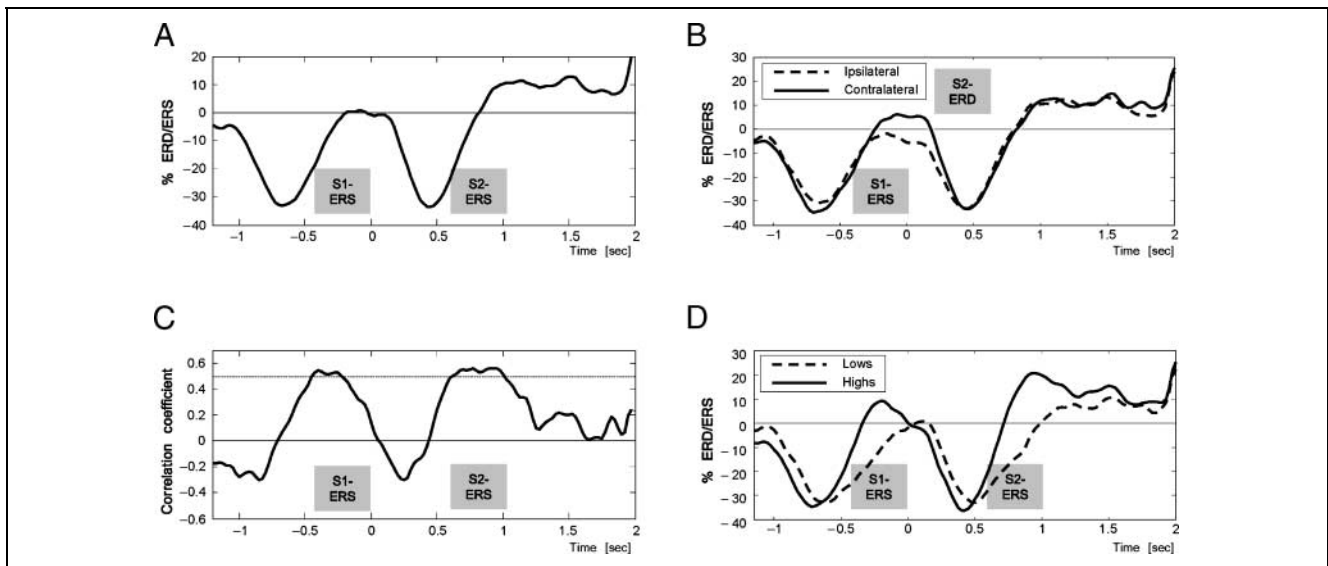 A
% ERD/ERS
20
10
0
−10
−20
−30
−40
S1-
ERS
S2-
ERS
−1
−0.5
0
0.5
1
1.5
2
Time [sec]
B
% ERD/ERS
30
20
10
0
−10
−20
−30
−40
Ipsilateral
Contralateral
S2-
ERD
S1-
ERS
−1
−0.5
0
0.5
1
1.5
2
Time [sec]
C
Correlation coefficient
0.6
0.4
0.2
0
−0.2
−0.4
−0.6
S1-
ERS
S2-
ERS
−1
−0.5
0
0.5
1
1.5
2
Time [sec]
D
% ERD/ERS
30
20
10
0
−10
−20
−30
−40
Lows
Highs
S1-
ERS
S2-
ERS
−1
−0.5
0
0.5
1
1.5
2
Time [sec]